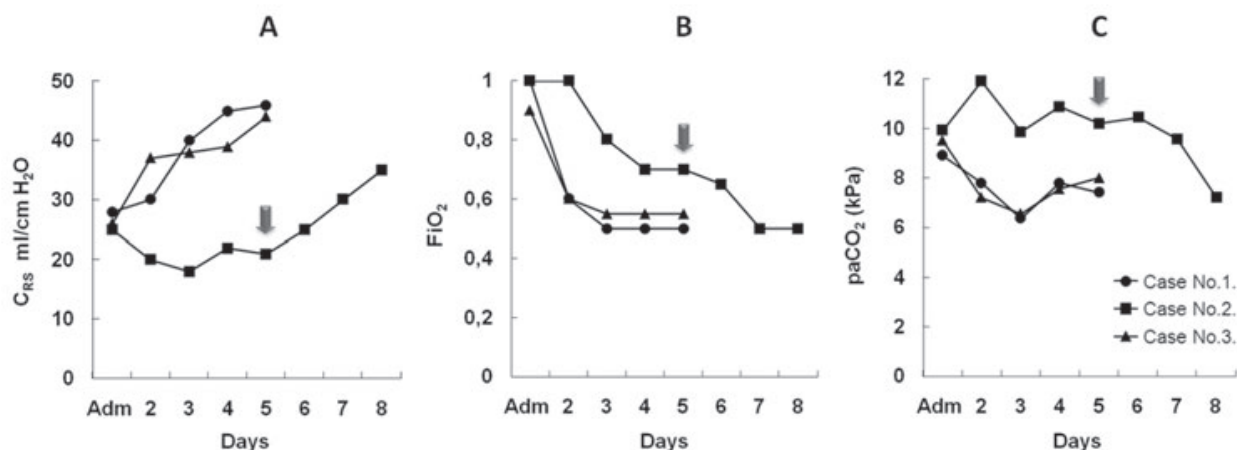 A
C_RS ml/cm H₂O
50
40
30
20
10
0
Adm 2 3 4 5 6 7 8
Days
B
FiO₂
1
0,8
0,6
0,4
0,2
0
Adm 2 3 4 5 6 7 8
Days
C
paCO₂ (kPa)
12
10
8
6
4
2
0
Adm 2 3 4 5 6 7 8
Days
Case No.1.
Case No.2.
Case No.3.